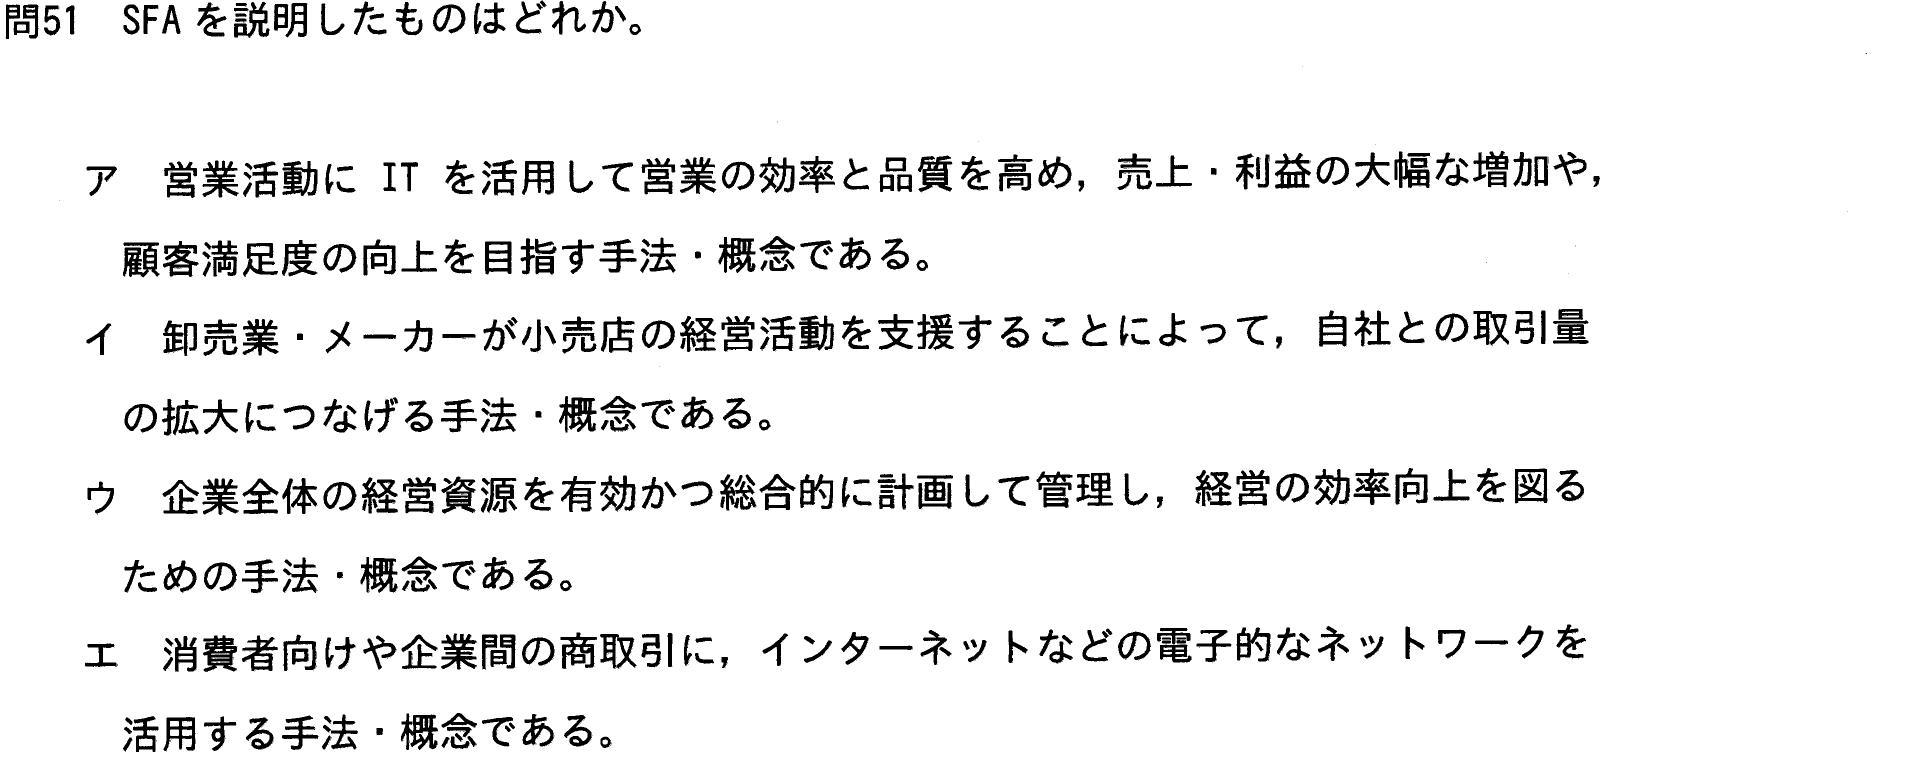 問51　SFA を説明したものはどれか。
ア　営業活動に IT を活用して営業の効率と品質を高め，売上・利益の大幅な増加や，
顧客満足度の向上を目指す手法・概念である。
イ　卸売業・メーカーが小売店の経営活動を支援することによって，自社との取引量
の拡大につなげる手法・概念である。
ウ　企業全体の経営資源を有効かつ総合的に計画して管理し，経営の効率向上を図る
ための手法・概念である。
エ　消費者向けや企業間の商取引に，インターネットなどの電子的なネットワークを
活用する手法・概念である。